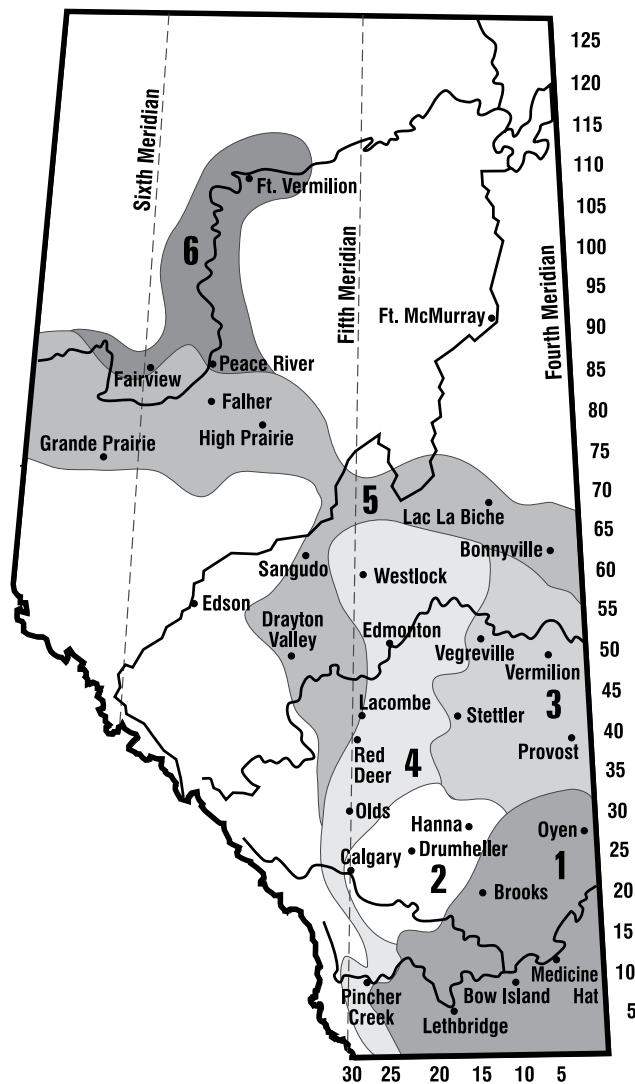 125
120
115
110
105
100
95
90
85
80
75
70
65
60
55
50
45
40
35
30
25
20
15
10
5
Sixth Meridian
Fifth Meridian
Fourth Meridian
Ft. Vermilion
6
Ft. McMurray
Peace River
Fairview
Falher
High Prairie
Grande Prairie
5
Lac La Biche
Bonnyville
Sangudo
Westlock
Edson
Drayton
Valley
Edmonton
Vegreville
Vermilion
Lacombe
Stettler
3
Provost
Red
Deer
4
Olds
Hanna
Oyen
Drumheller
Calgary
2
1
Brooks
Pincher
Creek
Bow Island
Medicine
Hat
Lethbridge
30 25 20 15 10 5